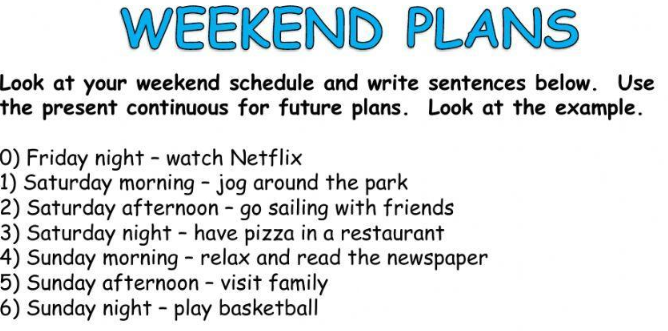 WEEKEND PLANS
Look at your weekend schedule and write sentences below. Use
the present continuous for future plans. Look at the example.
0) Friday night - watch Netflix
1) Saturday morning - jog around the park
2) Saturday afternoon - go sailing with friends
3) Saturday night - have pizza in a restaurant
4) Sunday morning - relax and read the newspaper
5) Sunday afternoon - visit family
6) Sunday night - play basketball